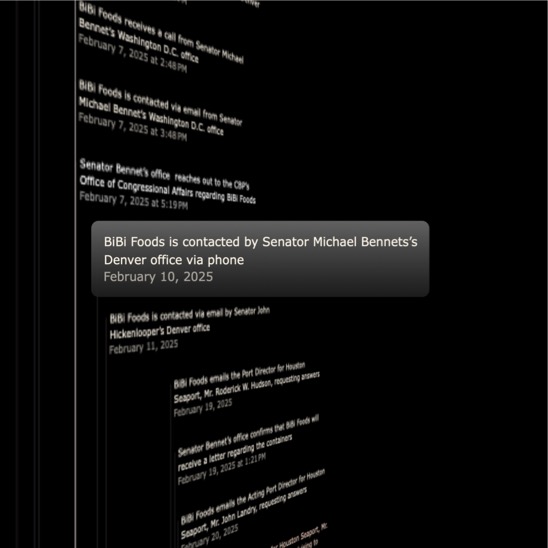 BiBi Foods receives a call from Senator Michael
Bennet's Washington D.C. office
February 7, 2025 at 2:48PM
BiBi Foods is contacted via email from Senator
Michael Bennet's Washington D.C. office
February 7, 2025 at 3:48PM
Senator Bennet's office reaches out to the CBP's
Office of Congressional Affairs regarding BiBi Foods
February 7, 2025 at 5:19PM
BiBi Foods is contacted by Senator Michael Bennets's
Denver office via phone
February 10, 2025
BiBi Foods is contacted via email by Senator John
Hickenlooper's Denver office
February 11, 2025
BiBi Foods emails the Port Director for Houston
Seaport, Mr. Roderick W. Hudson, requesting answers
February 19, 2025
Senator Bennet's office confirms that BiBi Foods will
receive a letter regarding the containers
February 19, 2025 at 1:21PM
BiBi Foods emails the Acting Port Director for Houston
Seaport, Mr. John Landry, requesting answers
February 20, 2025
Houston Seaport, Mr.